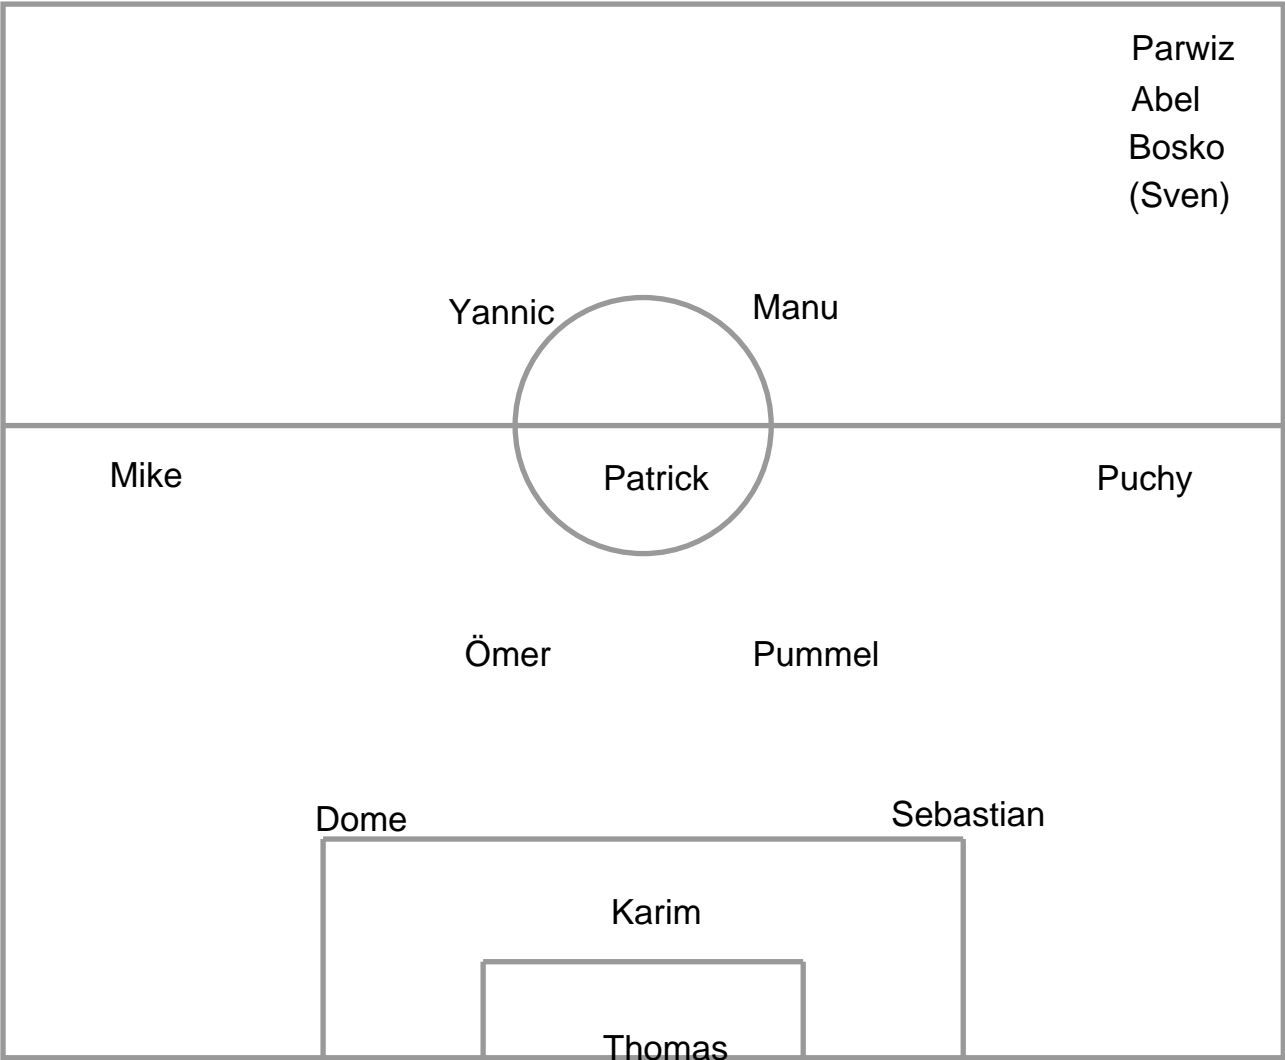 Parwiz
Abel
Bosko
(Sven)
Yannic
Manu
Mike
Patrick
Puchy
Ömer
Pummel
Dome
Sebastian
Karim
Thomas